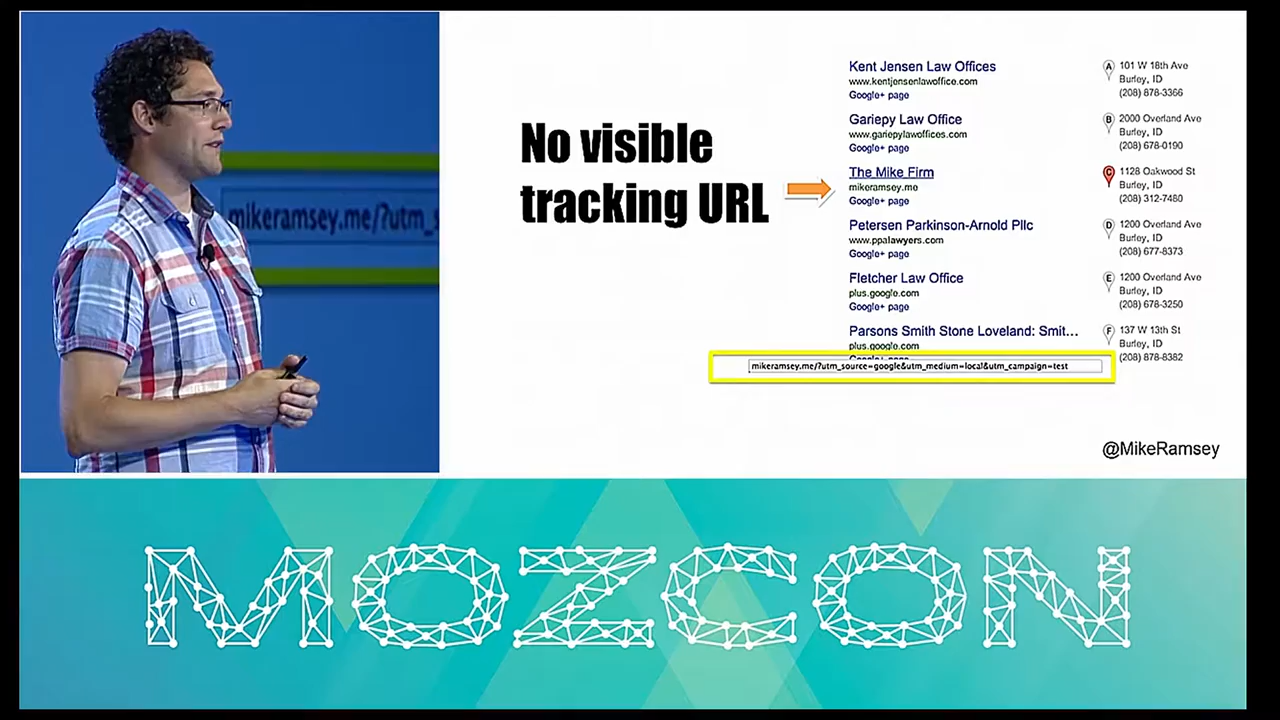 mikeramsey.me/?utm_s
No visible
tracking URL
Kent Jensen Law Offices
www.kentjensenlawoffice.com
Google+ page
A
101 W 18th Ave
Burley, ID
(208) 878-3366
Gariepy Law Office
www.gariepylawoffices.com
Google+ page
B
2000 Overland Ave
Burley, ID
(208) 678-0190
The Mike Firm
mikeramsey.me
Google+ page
C
1128 Oakwood St
Burley, ID
(208) 312-7460
Petersen Parkinson-Arnold Pllc
www.ppalawyers.com
Google+ page
D
1200 Overland Ave
Burley, ID
(208) 677-8373
Fletcher Law Office
plus.google.com
Google+ page
E
1200 Overland Ave
Burley, ID
(208) 678-3250
Parsons Smith Stone Loveland: Smit...
plus.google.com
Google+ page
F
137 W 13th St
Burley, ID
(208) 878-8382
mikeramsey.me/?utm_source=google&utm_medium=local&utm_campaign=test
@MikeRamsey
MOZCON